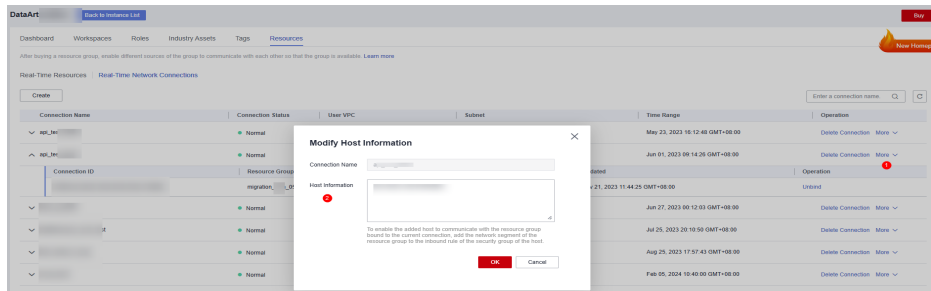 DataArt
Back to Instance List
Buy
Dashboard Workspaces Roles Industry Assets Tags Resources
New Homep
After buying a resource group, enable different sources of the group to communicate with each other so that the group is available. Learn more
Real-Time Resources | Real-Time Network Connections
Create
Enter a connection name
Connection Name Connection Status User VPC Subnet Time Range Operation
api_tes Normal May 23, 2023 16:12:48 GMT+08:00 Delete Connection More
api_tes Normal Jun 01, 2023 09:14:26 GMT+08:00 Delete Connection More
1
Connection ID Resource Group dated Operation
migration_ _05 21, 2023 11:44:25 GMT+08:00 Unbind
Normal Jun 27, 2023 00:12:03 GMT+08:00 Delete Connection More
Normal Jul 25, 2023 20:10:50 GMT+08:00 Delete Connection More
Normal Aug 25, 2023 17:57:43 GMT+08:00 Delete Connection More
Normal Feb 05, 2024 10:40:00 GMT+08:00 Delete Connection More
Modify Host Information
Connection Name
Host Information
2
To enable the added host to communicate with the resource group
bound to the current connection, add the network segment of the
resource group to the inbound rule of the security group of the host.
OK Cancel